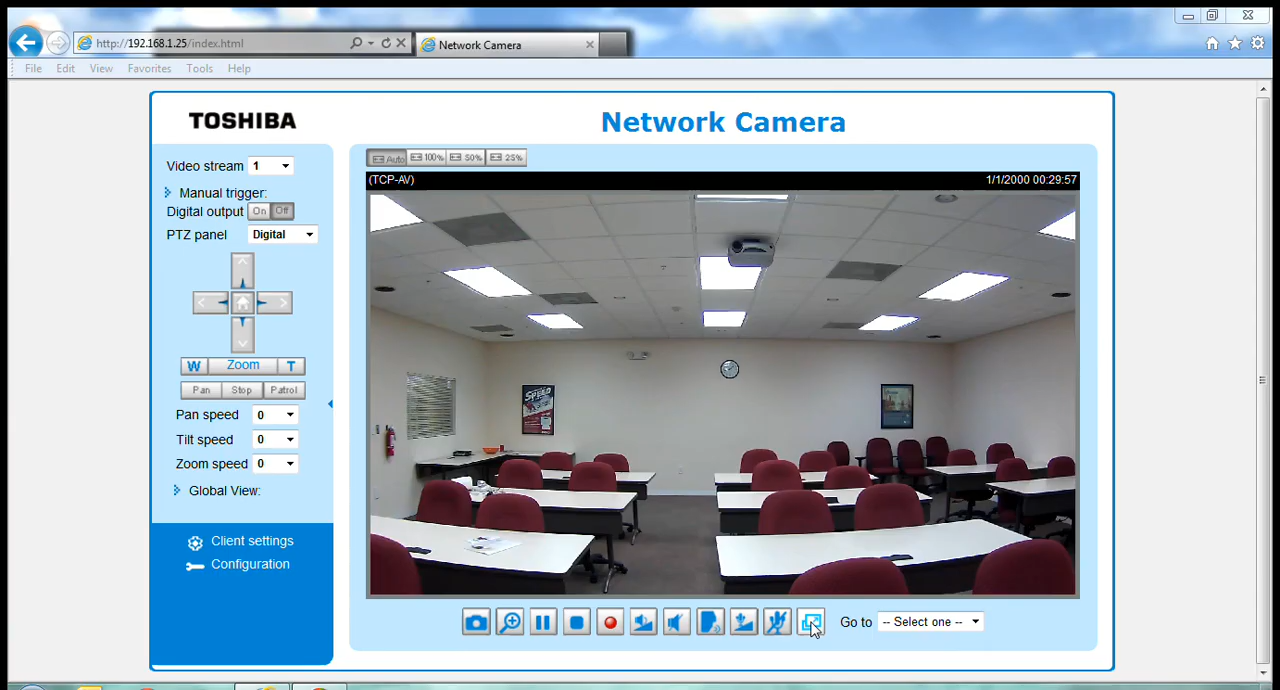 http://192.168.1.25/index.html
Network Camera
File Edit View Favorites Tools Help
TOSHIBA
Network Camera
Video stream 1
Manual trigger:
Digital output On Off
PTZ panel Digital
W Zoom T
Pan Stop Patrol
Pan speed 0
Tilt speed 0
Zoom speed 0
Global View:
Client settings
Configuration
Auto 100% 50% 25%
(TCP-AV) 1/1/2000 00:29:57
SPEED
Go to -- Select one --